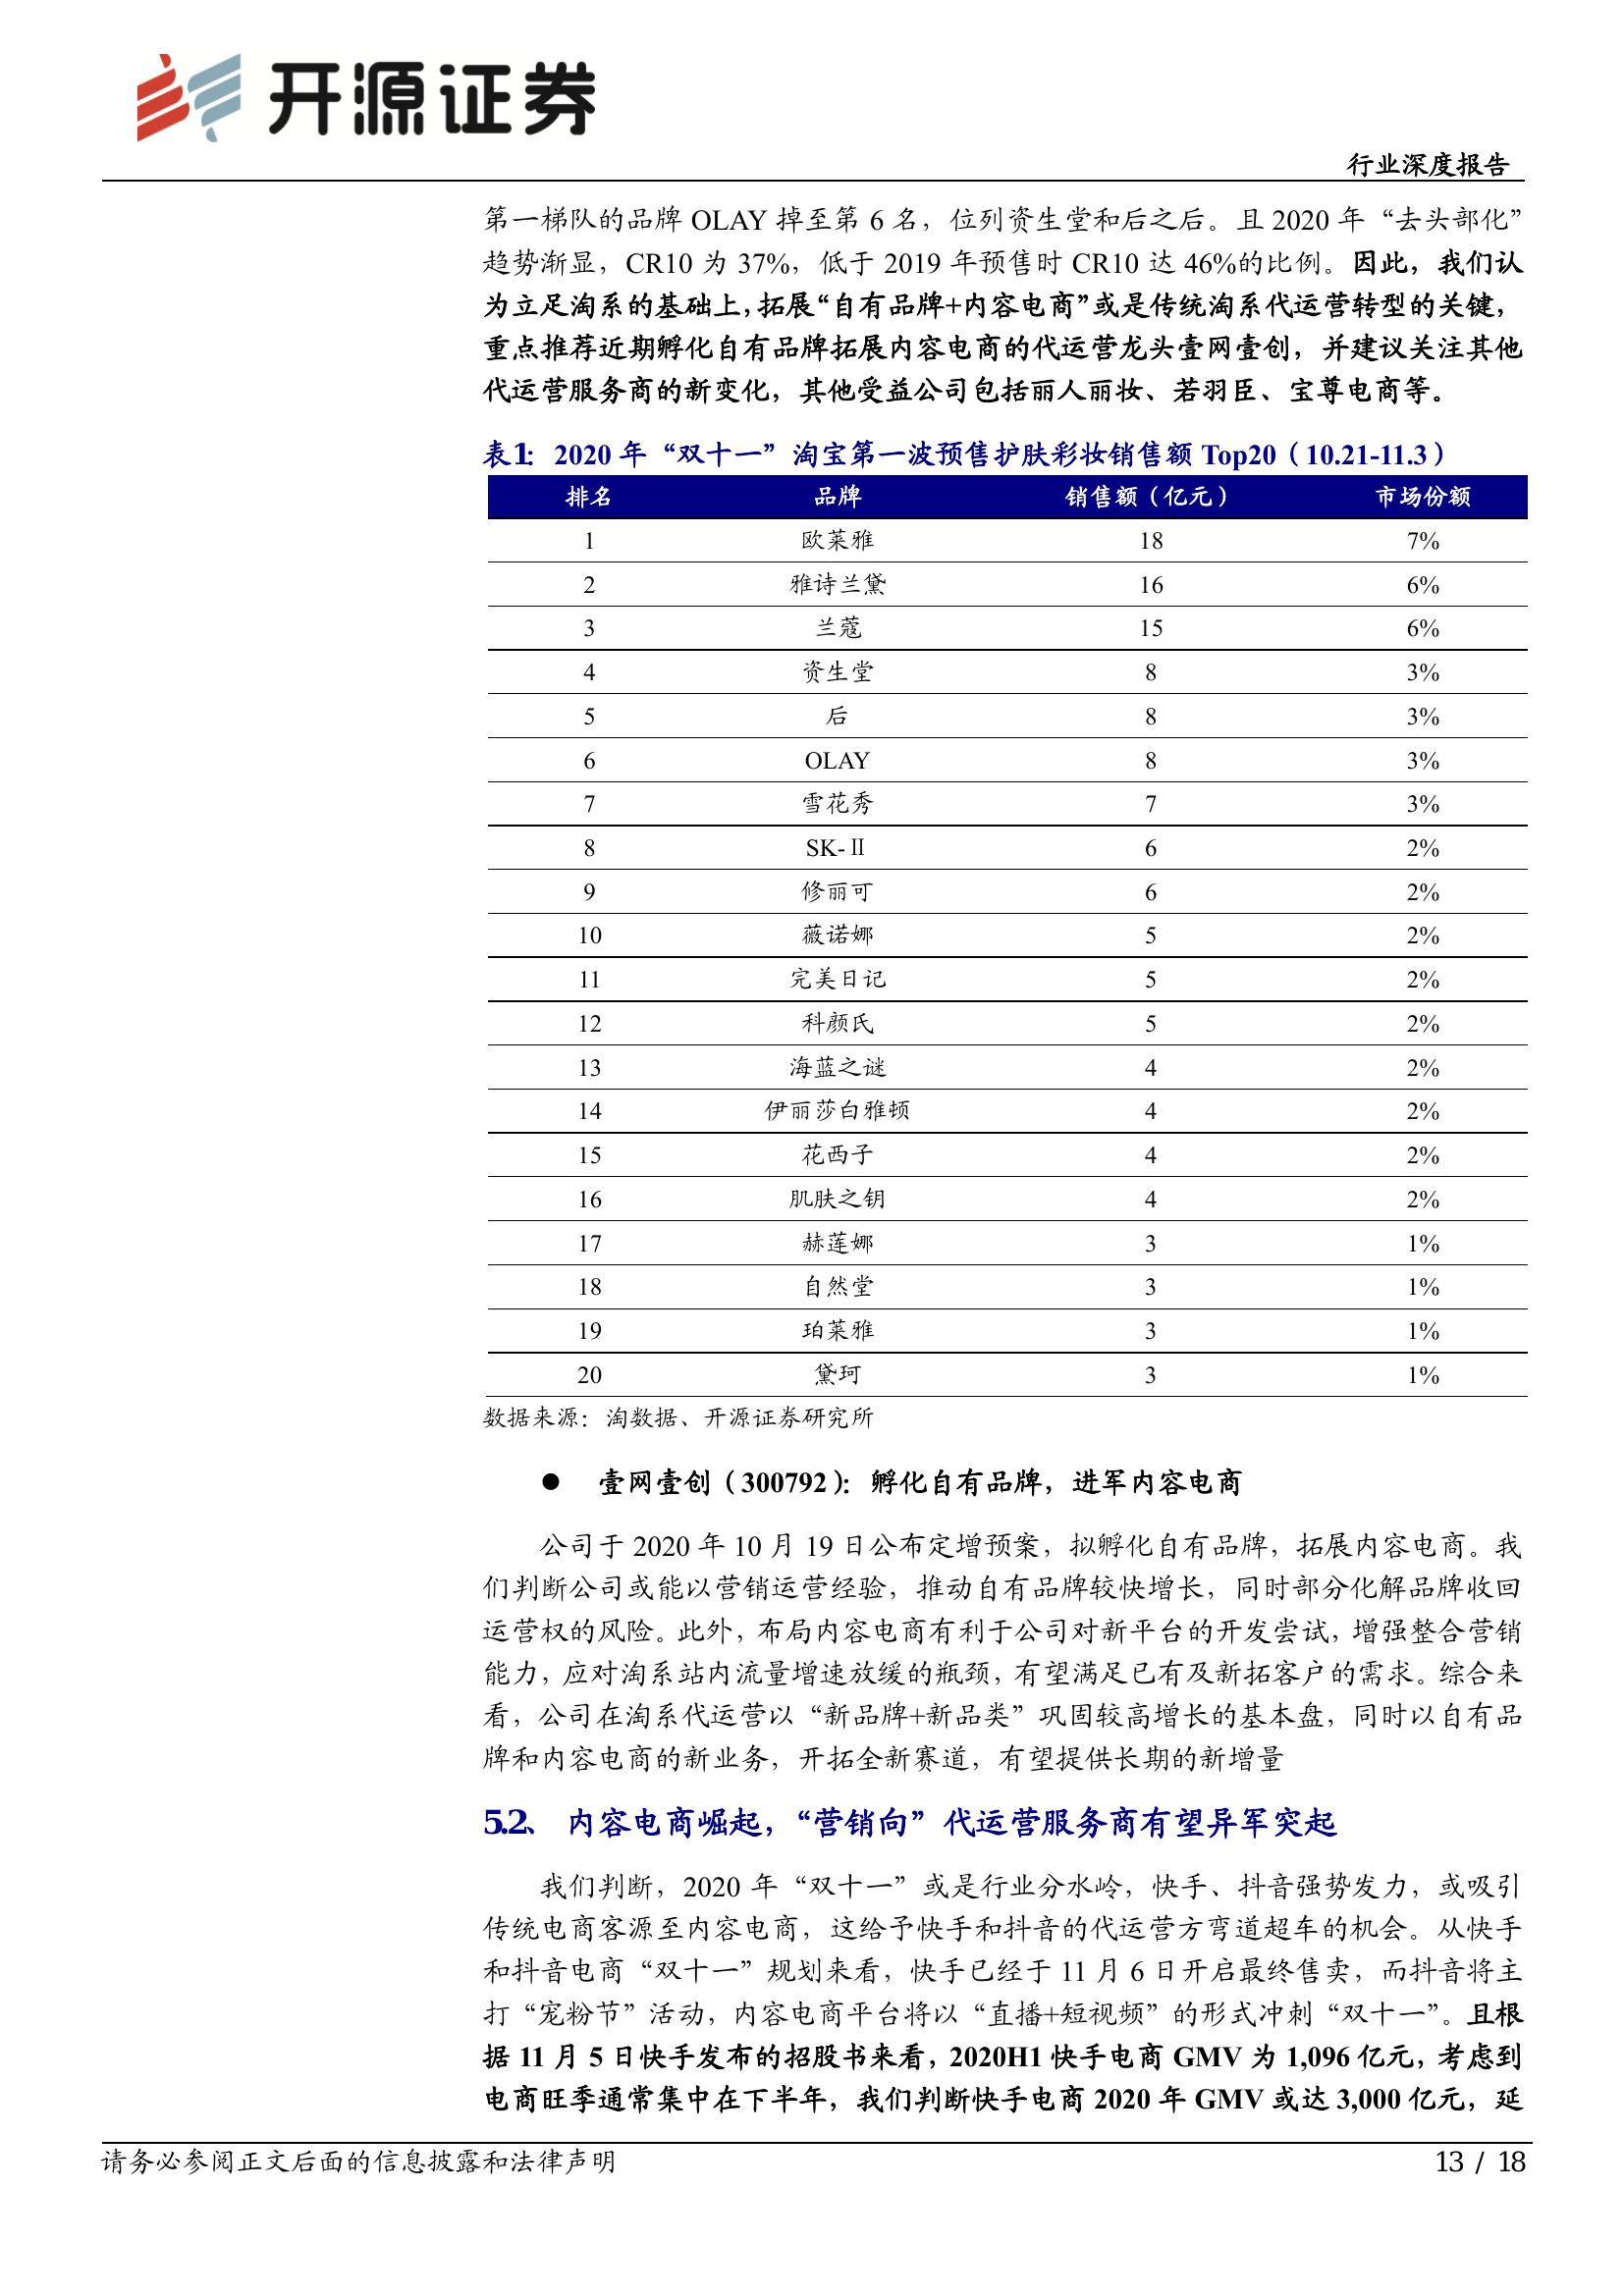 开源证券
行业深度报告
第一梯队的品牌 OLAY 掉至第 6 名，位列资生堂和后之后。且 2020 年“去头部化”
趋势渐显，CR10 为 37%，低于 2019 年预售时 CR10 达 46%的比例。因此，我们认
为立足淘系的基础上，拓展“自有品牌+内容电商”或是传统淘系代运营转型的关键，
重点推荐近期孵化自有品牌拓展内容电商的代运营龙头壹网壹创，并建议关注其他
代运营服务商的新变化，其他受益公司包括丽人丽妆、若羽臣、宝尊电商等。
表1： 2020 年“双十一”淘宝第一波预售护肤彩妆销售额 Top20（10.21-11.3）
排名 品牌 销售额（亿元） 市场份额
1 欧莱雅 18 7%
2 雅诗兰黛 16 6%
3 兰蔻 15 6%
4 资生堂 8 3%
5 后 8 3%
6 OLAY 8 3%
7 雪花秀 7 3%
8 SK-Ⅱ 6 2%
9 修丽可 6 2%
10 薇诺娜 5 2%
11 完美日记 5 2%
12 科颜氏 5 2%
13 海蓝之谜 4 2%
14 伊丽莎白雅顿 4 2%
15 花西子 4 2%
16 肌肤之钥 4 2%
17 赫莲娜 3 1%
18 自然堂 3 1%
19 珀莱雅 3 1%
20 黛珂 3 1%
数据来源：淘数据、开源证券研究所
● 壹网壹创（300792）：孵化自有品牌，进军内容电商
公司于 2020 年 10 月 19 日公布定增预案，拟孵化自有品牌，拓展内容电商。我
们判断公司或能以营销运营经验，推动自有品牌较快增长，同时部分化解品牌收回
运营权的风险。此外，布局内容电商有利于公司对新平台的开发尝试，增强整合营销
能力，应对淘系站内流量增速放缓的瓶颈，有望满足已有及新拓客户的需求。综合来
看，公司在淘系代运营以“新品牌+新品类”巩固较高增长的基本盘，同时以自有品
牌和内容电商的新业务，开拓全新赛道，有望提供长期的新增量
5.2、 内容电商崛起，“营销向”代运营服务商有望异军突起
我们判断，2020 年“双十一”或是行业分水岭，快手、抖音强势发力，或吸引
传统电商客源至内容电商，这给予快手和抖音的代运营方弯道超车的机会。从快手
和抖音电商“双十一”规划来看，快手已经于 11 月 6 日开启最终售卖，而抖音将主
打“宠粉节”活动，内容电商平台将以“直播+短视频”的形式冲刺“双十一”。且根
据 11 月 5 日快手发布的招股书来看，2020H1 快手电商 GMV 为 1,096 亿元，考虑到
电商旺季通常集中在下半年，我们判断快手电商 2020 年 GMV 或达 3,000 亿元，延
请务必参阅正文后面的信息披露和法律声明
13 / 18